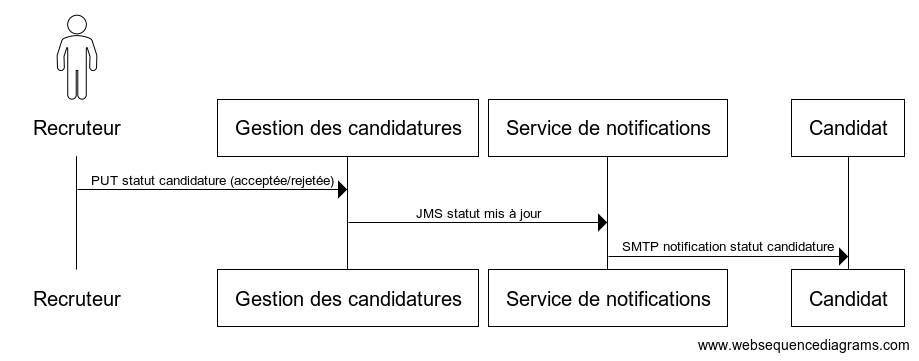 Recruteur
Gestion des candidatures
Service de notifications
Candidat
PUT statut candidature (acceptée/rejetée)
JMS statut mis à jour
SMTP notification statut candidature
Recruteur
Gestion des candidatures
Service de notifications
Candidat
www.websequencediagrams.com